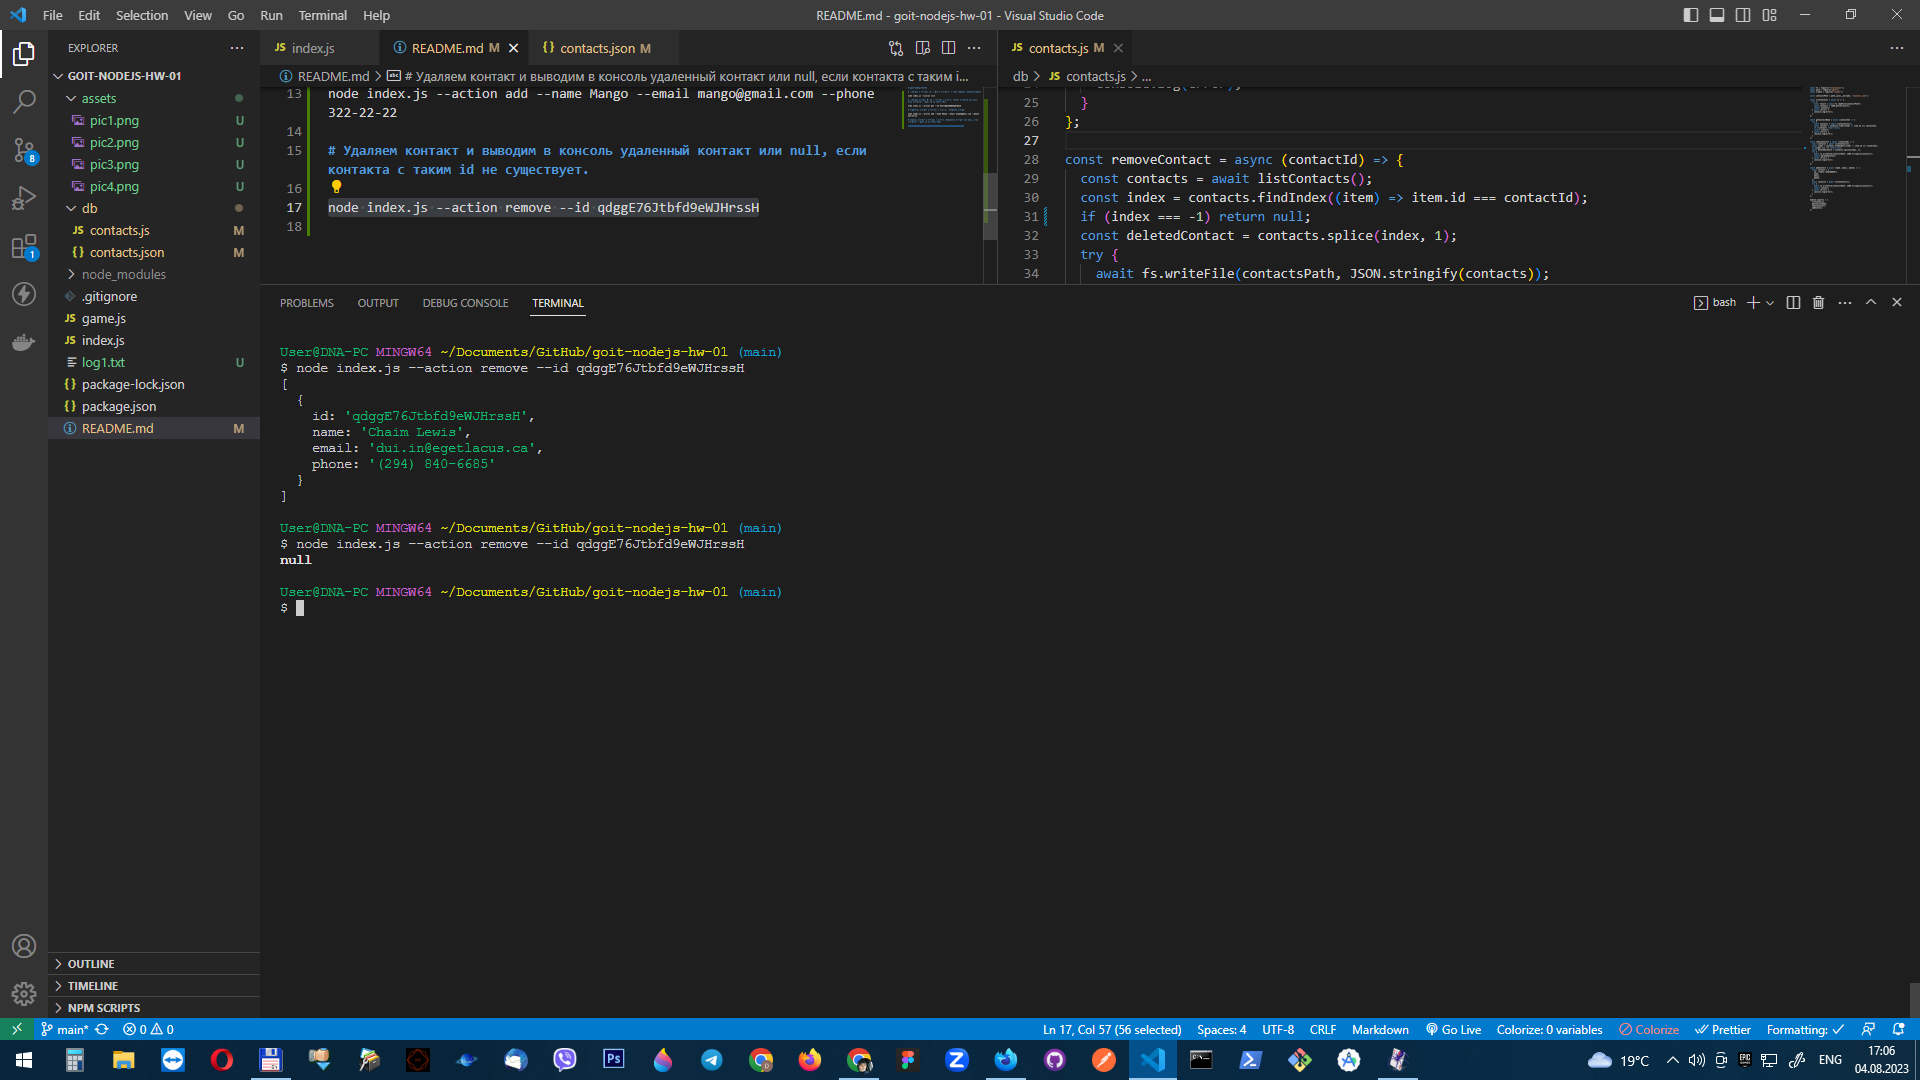 File Edit Selection View Go Run Terminal Help
README.md - goit-nodejs-hw-01 - Visual Studio Code
EXPLORER
GOIT-NODEJS-HW-01
assets
pic1.png U
pic2.png U
pic3.png U
pic4.png U
db
contacts.js M
contacts.json M
node_modules
.gitignore
game.js
index.js
log1.txt U
package-lock.json
package.json
README.md M
OUTLINE
TIMELINE
NPM SCRIPTS
index.js
README.md M
contacts.json M
README.md > # Удаляем контакт и выводим в консоль удаленный контакт или null, если контакта с таким i...
13 node index.js --action add --name Mango --email mango@gmail.com --phone
322-22-22
14
15 # Удаляем контакт и выводим в консоль удаленный контакт или null, если
контакта с таким id не существует.
16
17 node index.js --action remove --id qdggE76Jtbfd9eWJHrssH
18
contacts.js M
db > JS contacts.js > ...
25 }
26 };
27
28 const removeContact = async (contactId) => {
29 const contacts = await listContacts();
30 const index = contacts.findIndex((item) => item.id === contactId);
31 if (index === -1) return null;
32 const deletedContact = contacts.splice(index, 1);
33 try {
34 await fs.writeFile(contactsPath, JSON.stringify(contacts));
PROBLEMS OUTPUT DEBUG CONSOLE TERMINAL
bash
User@DNA-PC MINGW64 ~/Documents/GitHub/goit-nodejs-hw-01 (main)
$ node index.js --action remove --id qdggE76Jtbfd9eWJHrssH
[
{
id: 'qdggE76Jtbfd9eWJHrssH',
name: 'Chaim Lewis',
email: 'dui.in@egetlacus.ca',
phone: '(294) 840-6685'
}
]
User@DNA-PC MINGW64 ~/Documents/GitHub/goit-nodejs-hw-01 (main)
$ node index.js --action remove --id qdggE76Jtbfd9eWJHrssH
null
User@DNA-PC MINGW64 ~/Documents/GitHub/goit-nodejs-hw-01 (main)
$
main* 0 0
Ln 17, Col 57 (56 selected) Spaces: 4 UTF-8 CRLF Markdown Go Live Colorize: 0 variables Colorize Prettier Formatting:
19°C ENG
17:06
04.08.2023